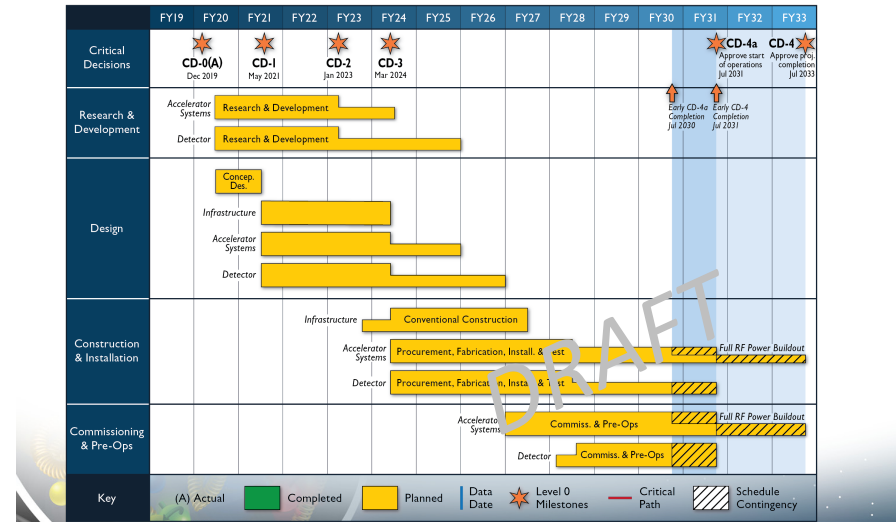 FY19 FY20 FY21 FY22 FY23 FY24 FY25 FY26 FY27 FY28 FY29 FY30 FY31 FY32 FY33
Critical
Decisions
CD-0(A)
Dec 2019
CD-1
May 2021
CD-2
Jan 2023
CD-3
Mar 2024
CD-4a
Approve start
of operations
Jul 2031
CD-4
Approve proj.
completion
Jul 2033
Early CD-4a
Completion
Jul 2030
Early CD-4
Completion
Jul 2031
Research &
Development
Accelerator
Systems
Research & Development
Detector
Research & Development
Design
Concep.
Des.
Infrastructure
Accelerator
Systems
Detector
Construction
& Installation
Infrastructure
Conventional Construction
Accelerator
Systems
Procurement, Fabrication, Install. & Test
Full RF Power Buildout
Detector
Procurement, Fabrication, Install. & Test
DRAFT
Commissioning
& Pre-Ops
Accelerator
Systems
Commiss. & Pre-Ops
Full RF Power Buildout
Detector
Commiss. & Pre-Ops
Key
(A) Actual
Completed
Planned
Data
Date
Level 0
Milestones
Critical
Path
Schedule
Contingency